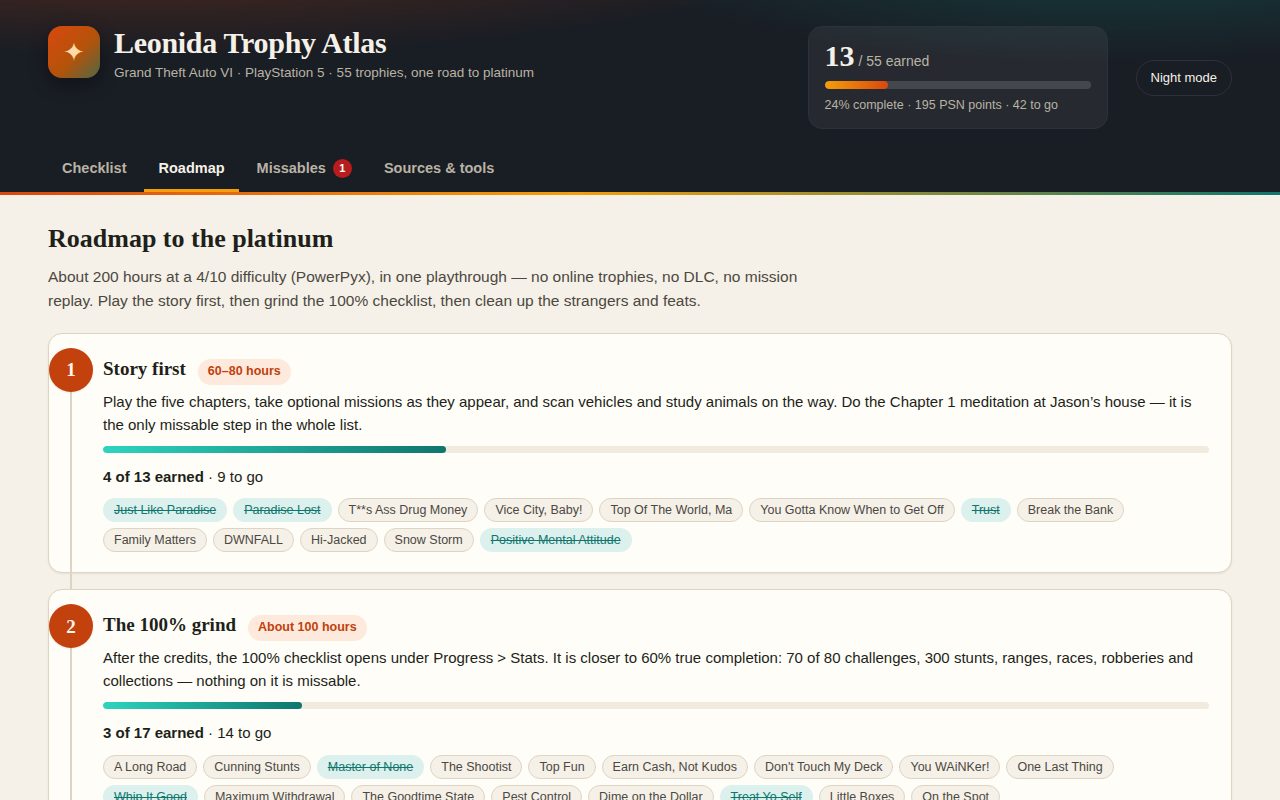 Leonida Trophy Atlas
Grand Theft Auto VI · PlayStation 5 · 55 trophies, one road to platinum
13 / 55 earned
24% complete · 195 PSN points · 42 to go
Night mode
Checklist Roadmap Missables 1 Sources & tools
Roadmap to the platinum
About 200 hours at a 4/10 difficulty (PowerPyx), in one playthrough — no online trophies, no DLC, no mission
replay. Play the story first, then grind the 100% checklist, then clean up the strangers and feats.
1 Story first 60–80 hours
Play the five chapters, take optional missions as they appear, and scan vehicles and study animals on the way. Do the Chapter 1 meditation at Jason’s house — it is
the only missable step in the whole list.
4 of 13 earned · 9 to go
Just Like Paradise Paradise Lost T**s Ass Drug Money Vice City, Baby! Top Of The World, Ma You Gotta Know When to Get Off Trust Break the Bank
Family Matters DWNFALL Hi-Jacked Snow Storm Positive Mental Attitude
2 The 100% grind About 100 hours
After the credits, the 100% checklist opens under Progress > Stats. It is closer to 60% true completion: 70 of 80 challenges, 300 stunts, ranges, races, robberies and
collections — nothing on it is missable.
3 of 17 earned · 14 to go
A Long Road Cunning Stunts Master of None The Shootist Top Fun Earn Cash, Not Kudos Don't Touch My Deck You WAiNKer! One Last Thing
Whip It Good Maximum Withdrawal The Goodtime State Pest Control Dime on the Dollar Treat Yo Self Little Boxes On the Spot